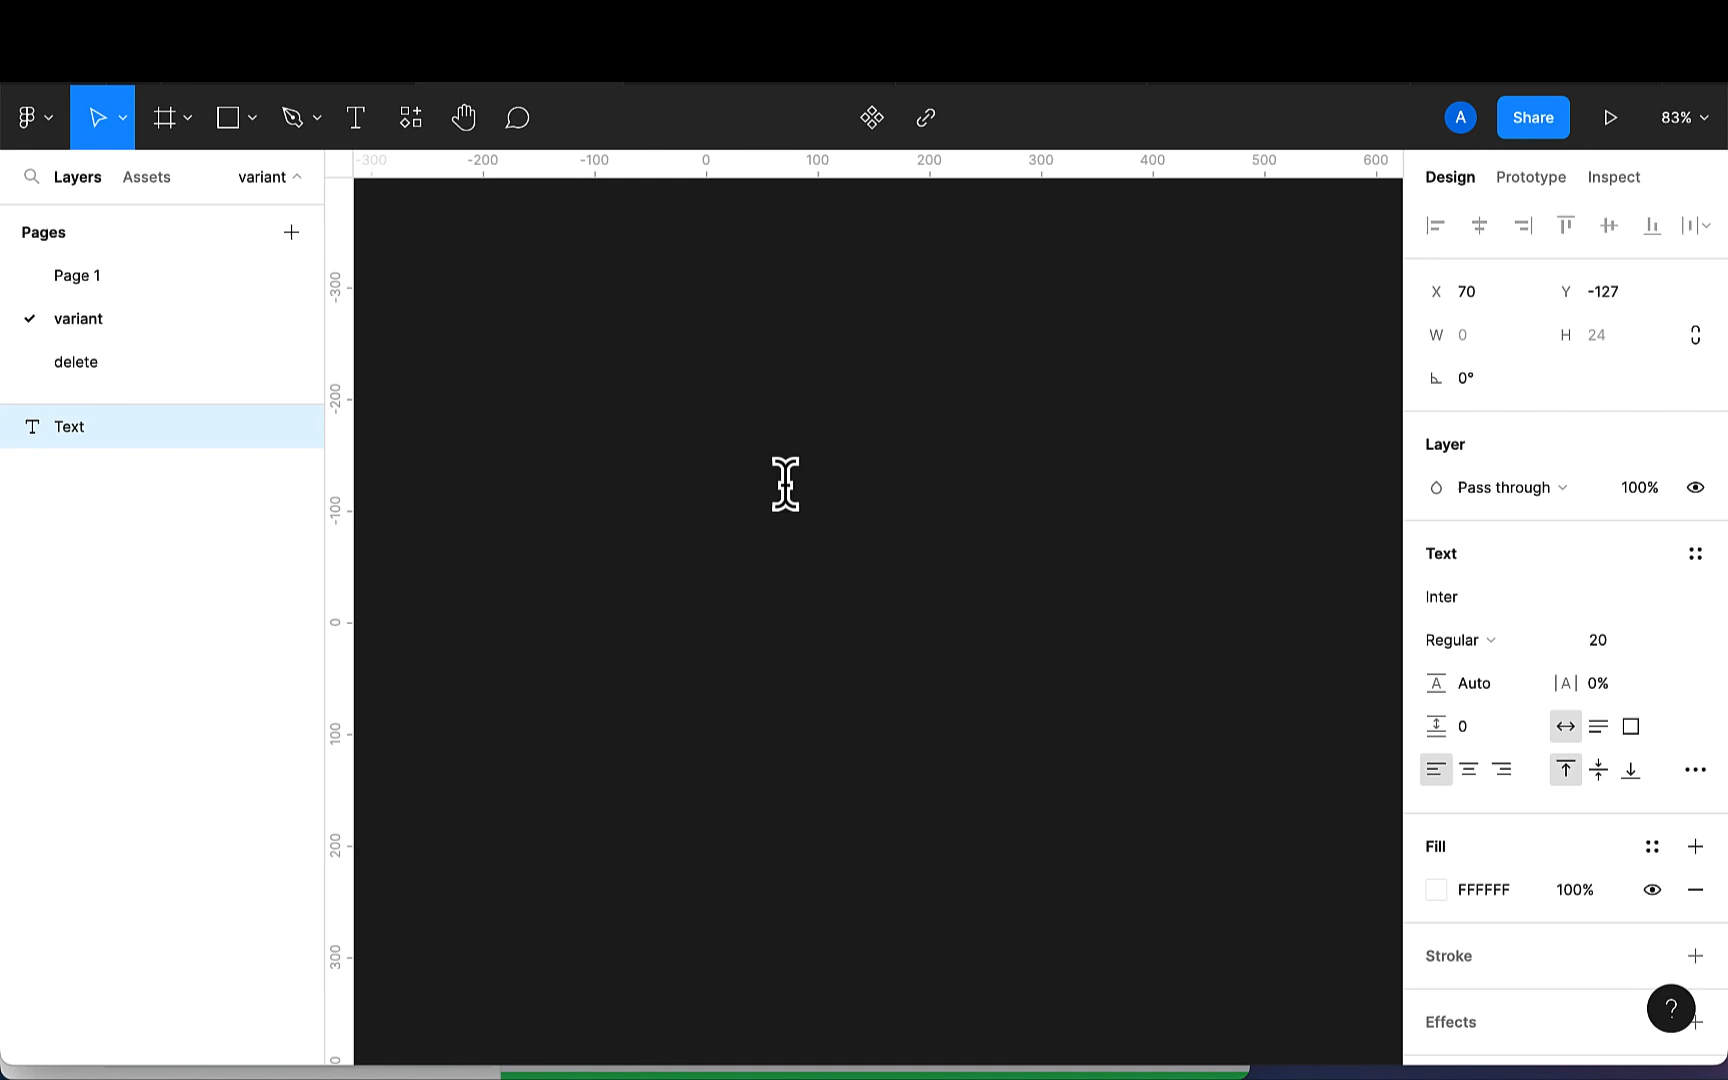 A
Share
83%
Layers
Assets
variant
-300
-200
-100
0
100
200
300
400
500
600
Design
Prototype
Inspect
Pages
Page 1
variant
delete
Text
-300
-200
-100
0
100
200
300
0
X 70
Y -127
W 0
H 24
0°
Layer
Pass through
100%
Text
Inter
Regular
20
A Auto
|A| 0%
0
Fill
FFFFFF
100%
Stroke
Effects
?